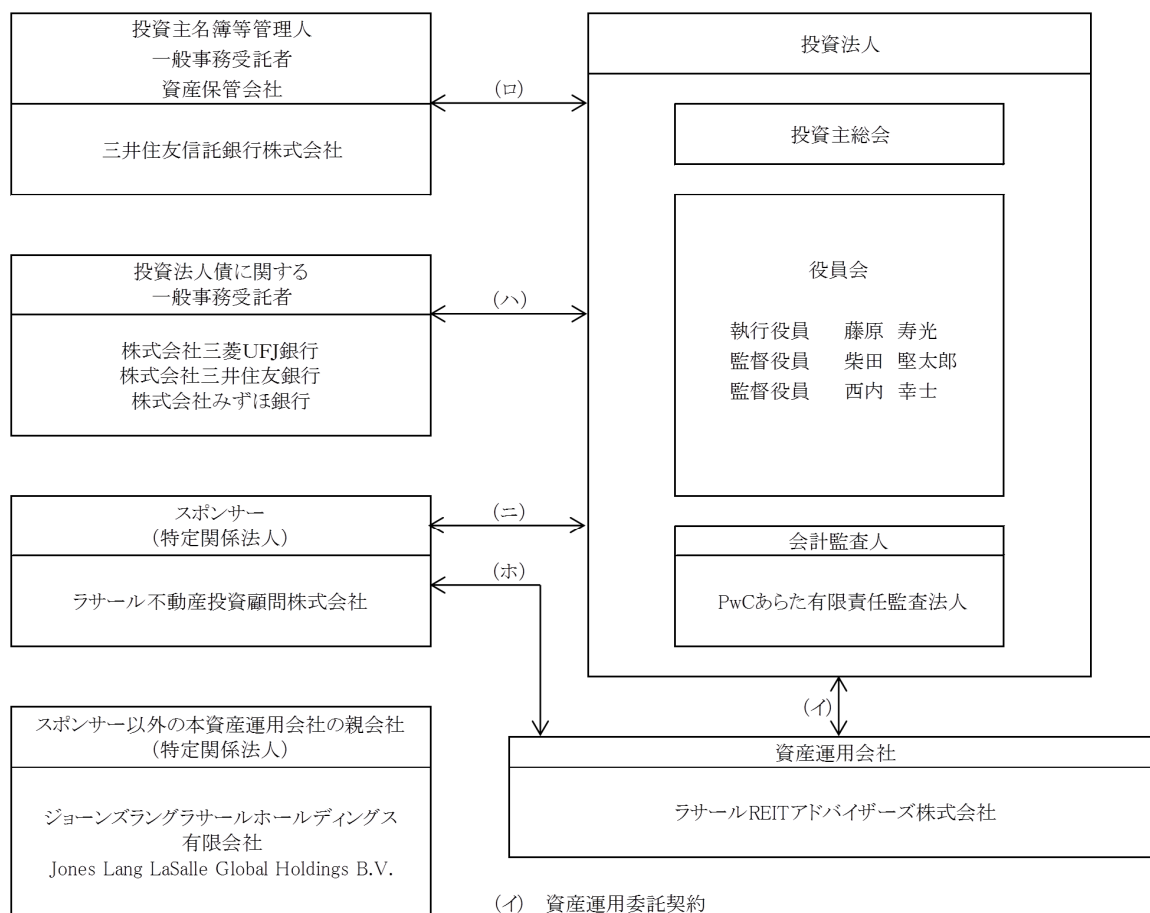 投資主名簿等管理人
一般事務受託者
資産保管会社
三井住友信託銀行株式会社
(ロ)
投資法人債に関する
一般事務受託者
株式会社三菱UFJ銀行
株式会社三井住友銀行
株式会社みずほ銀行
(ハ)
スポンサー
(特定関係法人)
ラサール不動産投資顧問株式会社
(ニ)
(ホ)
スポンサー以外の本資産運用会社の親会社
(特定関係法人)
ジョーンズラングラサールホールディングス
有限会社
Jones Lang LaSalle Global Holdings B.V.
投資法人
投資主総会
役員会
執行役員 藤原 寿光
監督役員 柴田 堅太郎
監督役員 西内 幸士
会計監査人
PwCあらた有限責任監査法人
(イ)
資産運用会社
ラサールREITアドバイザーズ株式会社
(イ) 資産運用委託契約